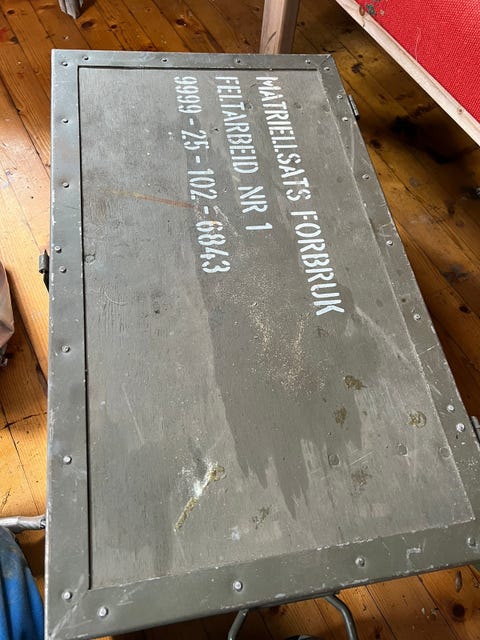 MATRIELLSATS FORBRUK
FELTARBEID NR 1
9999-25-102-6843